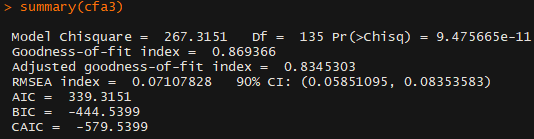 > summary(cfa3)
Model Chisquare =  267.3151   Df =  135 Pr(>Chisq) = 9.475665e-11
Goodness-of-fit index =  0.869366
Adjusted goodness-of-fit index =  0.8345303
RMSEA index =  0.07107828   90% CI: (0.05851095, 0.08353583)
AIC =  339.3151
BIC =  -444.5399
CAIC =  -579.5399